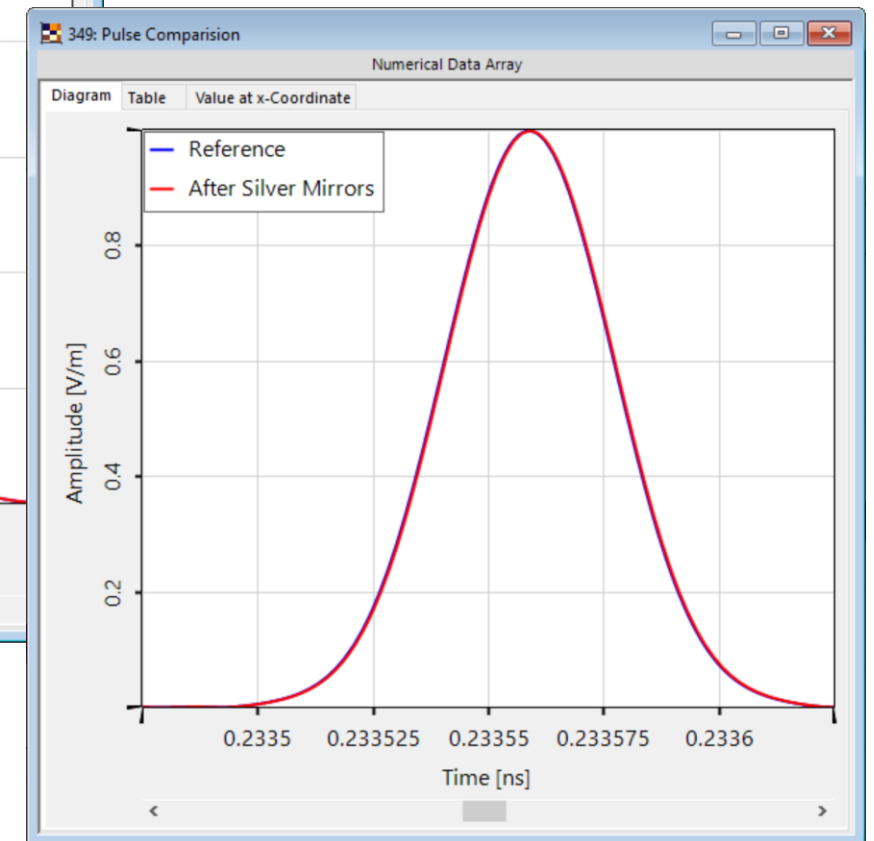 349: Pulse Comparision
Numerical Data Array
Diagram Table Value at x-Coordinate
Reference
After Silver Mirrors
0.8
0.6
0.4
0.2
Amplitude [V/m]
0.2335 0.233525 0.23355 0.233575 0.2336
Time [ns]